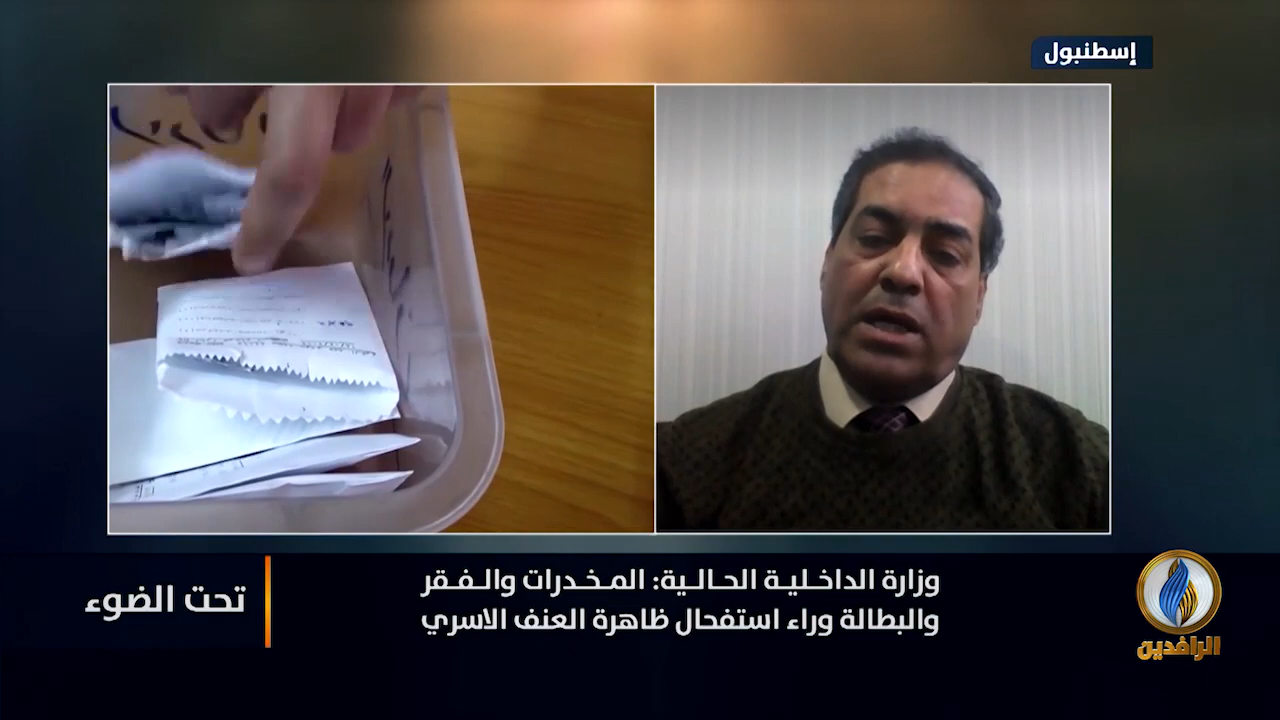 إسطنبول
وزارة الداخلية الحالية: المخدرات والفقر
والبطالة وراء استفحال ظاهرة العنف الاسري
تحت الضوء
الرافدين